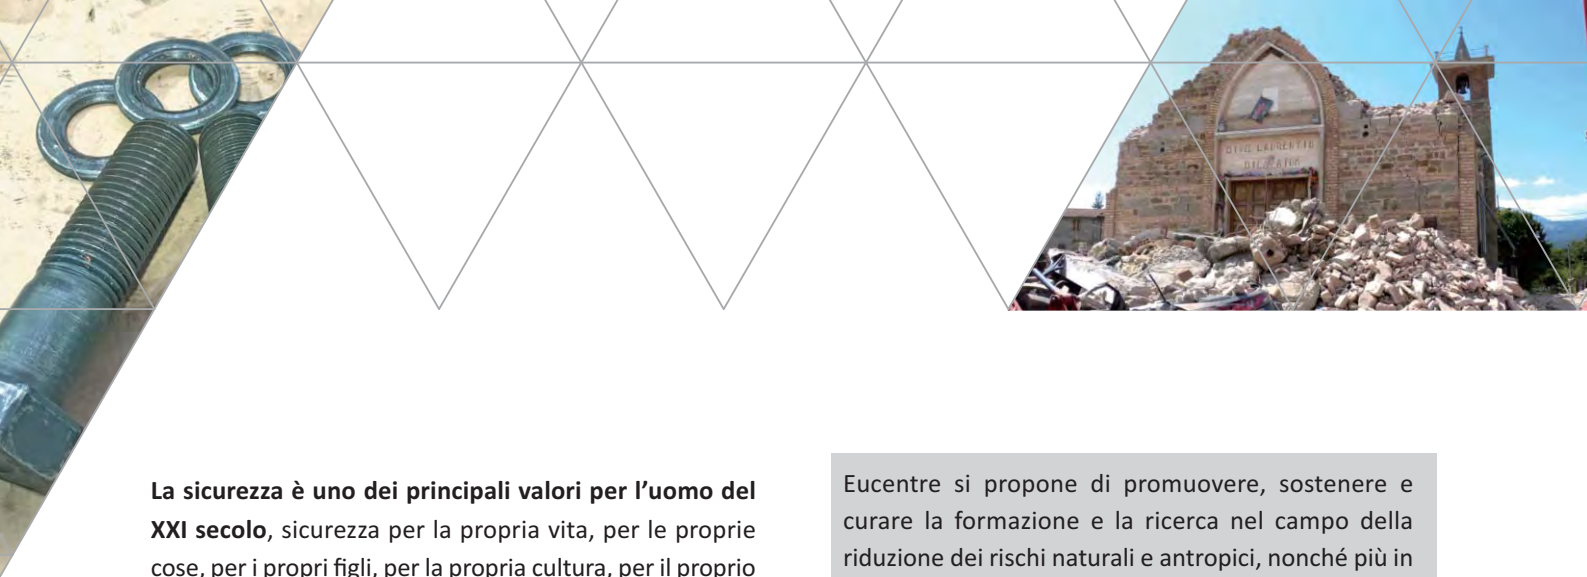 DIVO LAURENTIO
La sicurezza è uno dei principali valori per l’uomo del
XXI secolo, sicurezza per la propria vita, per le proprie
cose, per i propri figli, per la propria cultura, per il proprio
Eucentre si propone di promuovere, sostenere e
curare la formazione e la ricerca nel campo della
riduzione dei rischi naturali e antropici, nonché più in